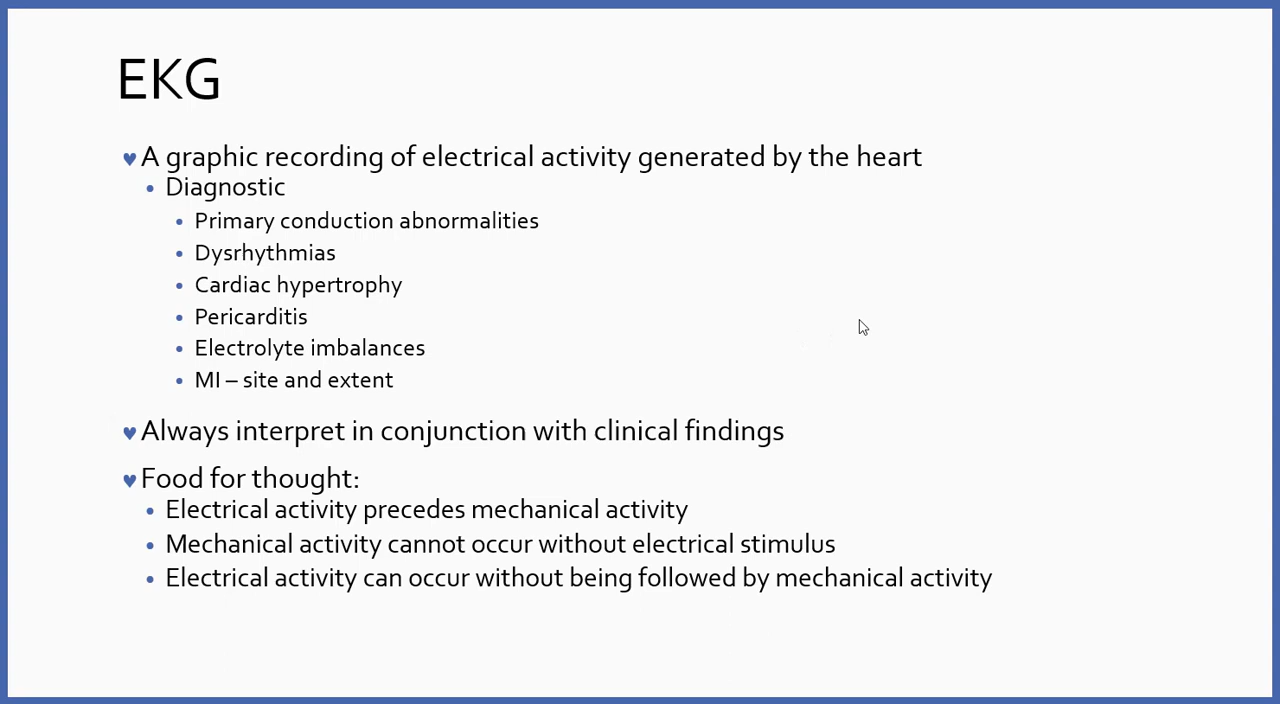 EKG
A graphic recording of electrical activity generated by the heart
Diagnostic
Primary conduction abnormalities
Dysrhythmias
Cardiac hypertrophy
Pericarditis
Electrolyte imbalances
MI – site and extent
Always interpret in conjunction with clinical findings
Food for thought:
Electrical activity precedes mechanical activity
Mechanical activity cannot occur without electrical stimulus
Electrical activity can occur without being followed by mechanical activity